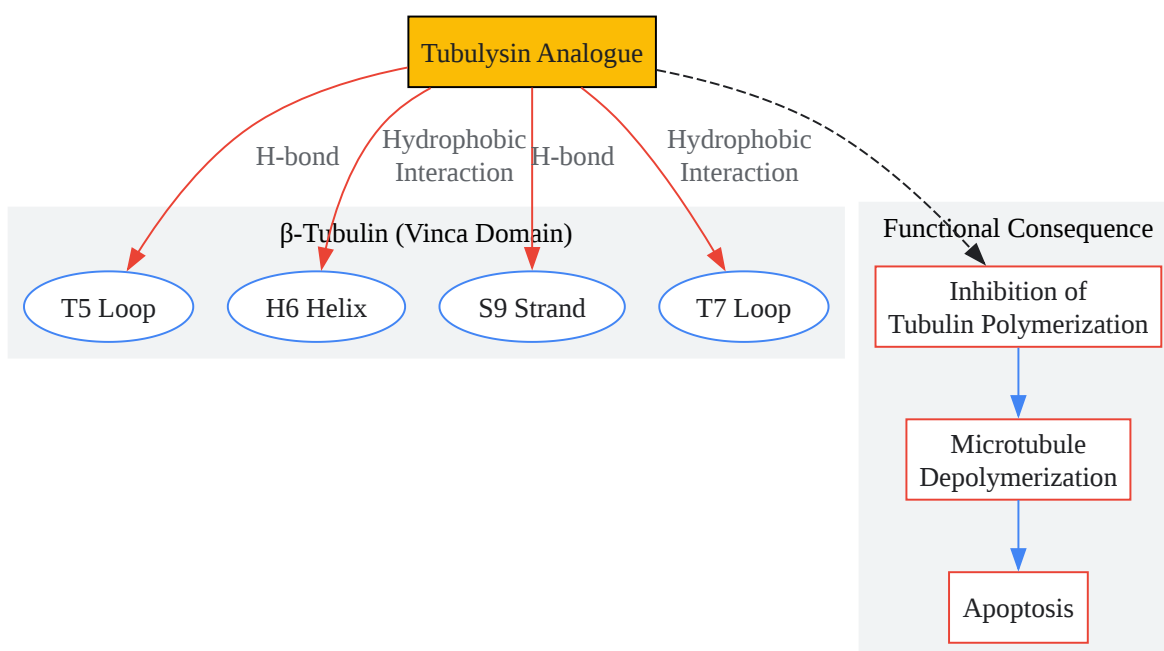 Tubulysin Analogue
H-bond
Hydrophobic
Interaction
H-bond
Hydrophobic
Interaction
β-Tubulin (Vinca Domain)
T5 Loop
H6 Helix
S9 Strand
T7 Loop
Functional Consequence
Inhibition of
Tubulin Polymerization
Microtubule
Depolymerization
Apoptosis